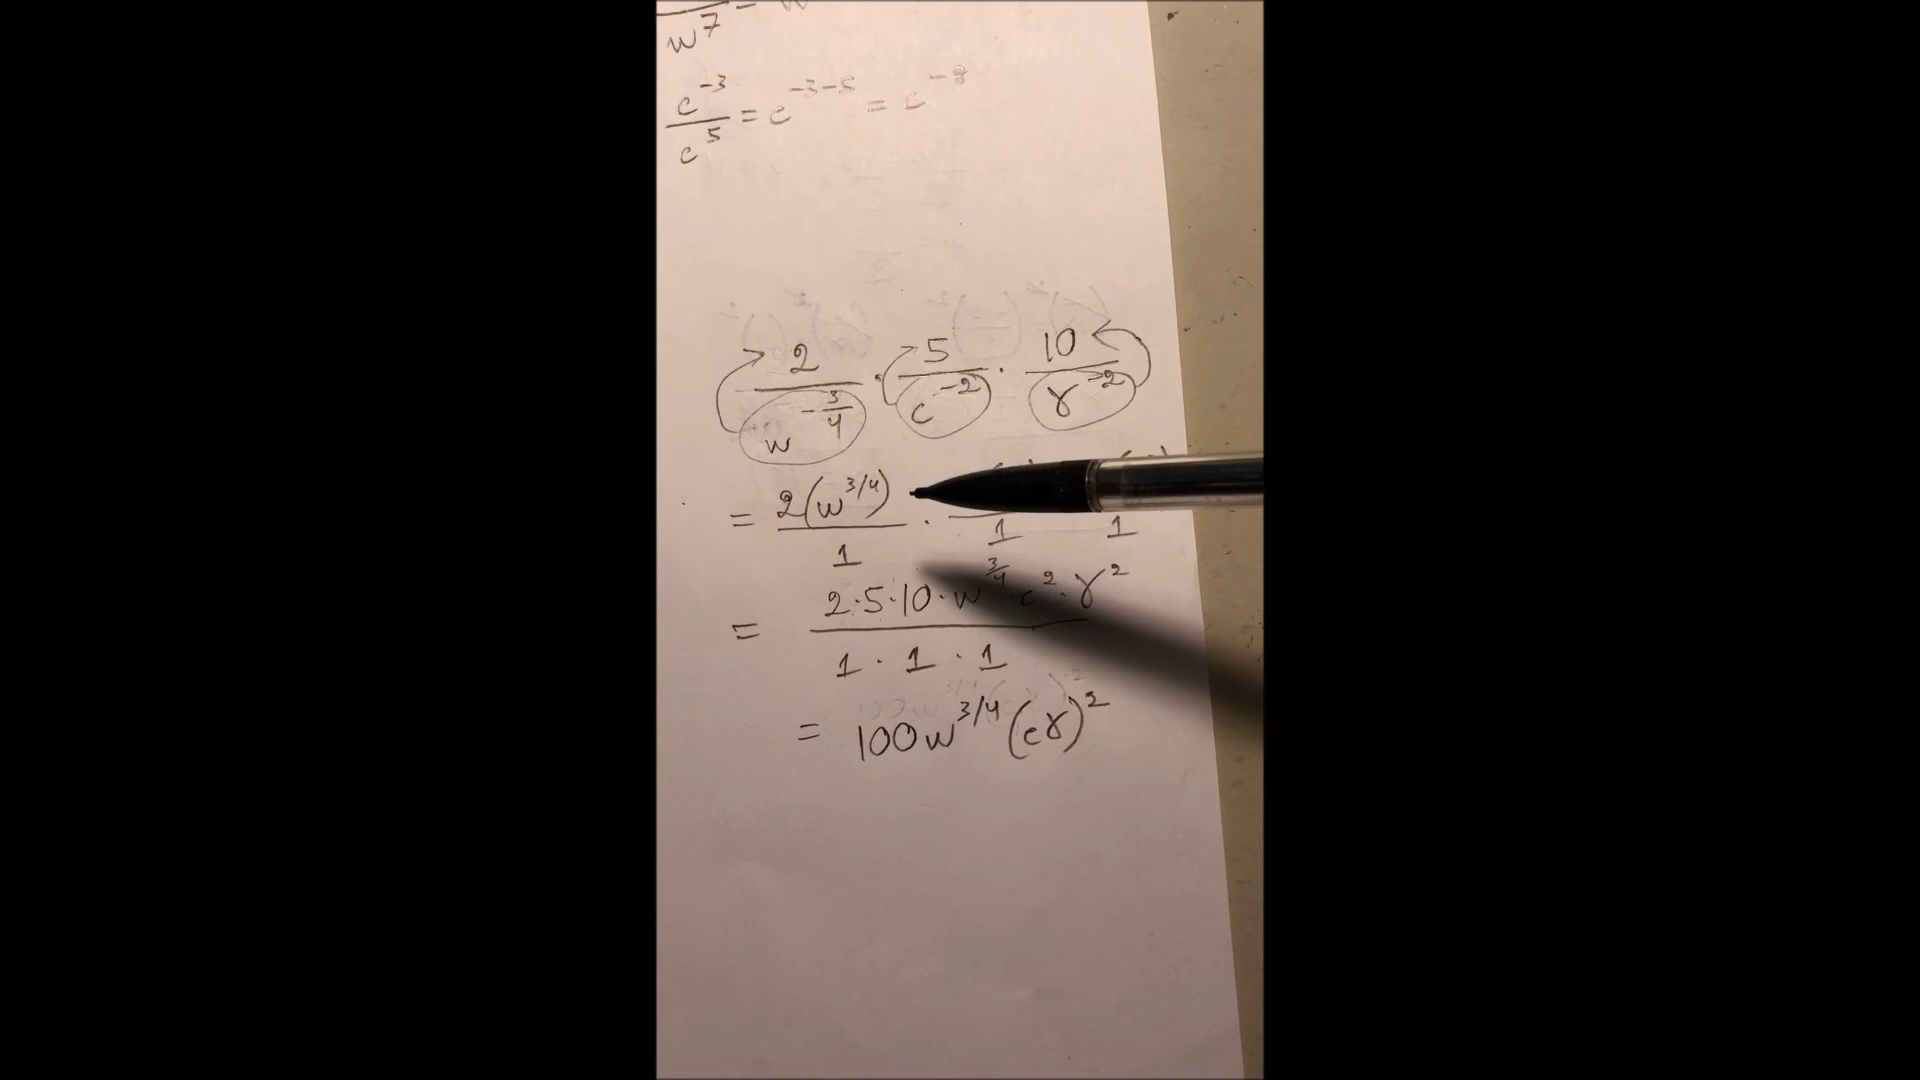 w^7 =
c^-3 / c^5 = c^-3-5 = c^-8
2 / w^-3/4 · 5 / c^-2 · 10 / γ^-2
= 2(w^3/4) / 1 · / 1 / 1
= 2·5·10·w^3/4 · c^2 · γ^2 / 1 · 1 · 1
= 100w^3/4 (cγ)^2